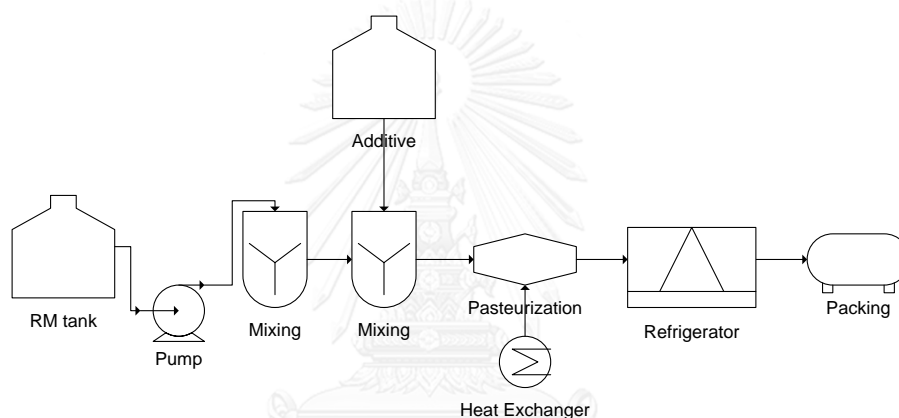 Additive
RM tank
Pump
Mixing
Mixing
Pasteurization
Heat Exchanger
Refrigerator
Packing